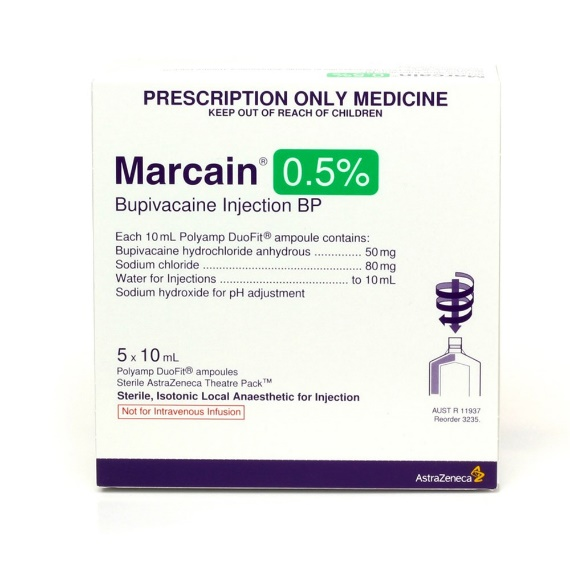 Marcain 0.5%
PRESCRIPTION ONLY MEDICINE
KEEP OUT OF REACH OF CHILDREN
Marcain® 0.5%
Bupivacaine Injection BP
Each 10 mL Polyamp DuoFit® ampoule contains:
Bupivacaine hydrochloride anhydrous .............. 50 mg
Sodium chloride ................................................ 80 mg
Water for Injections ...................................... to 10 mL
Sodium hydroxide for pH adjustment
5 x 10 mL
Polyamp DuoFit® ampoules
Sterile AstraZeneca Theatre Pack™
Sterile, Isotonic Local Anaesthetic for Injection
Not for Intravenous Infusion
AUST R 11937
Reorder 3235.
AstraZeneca